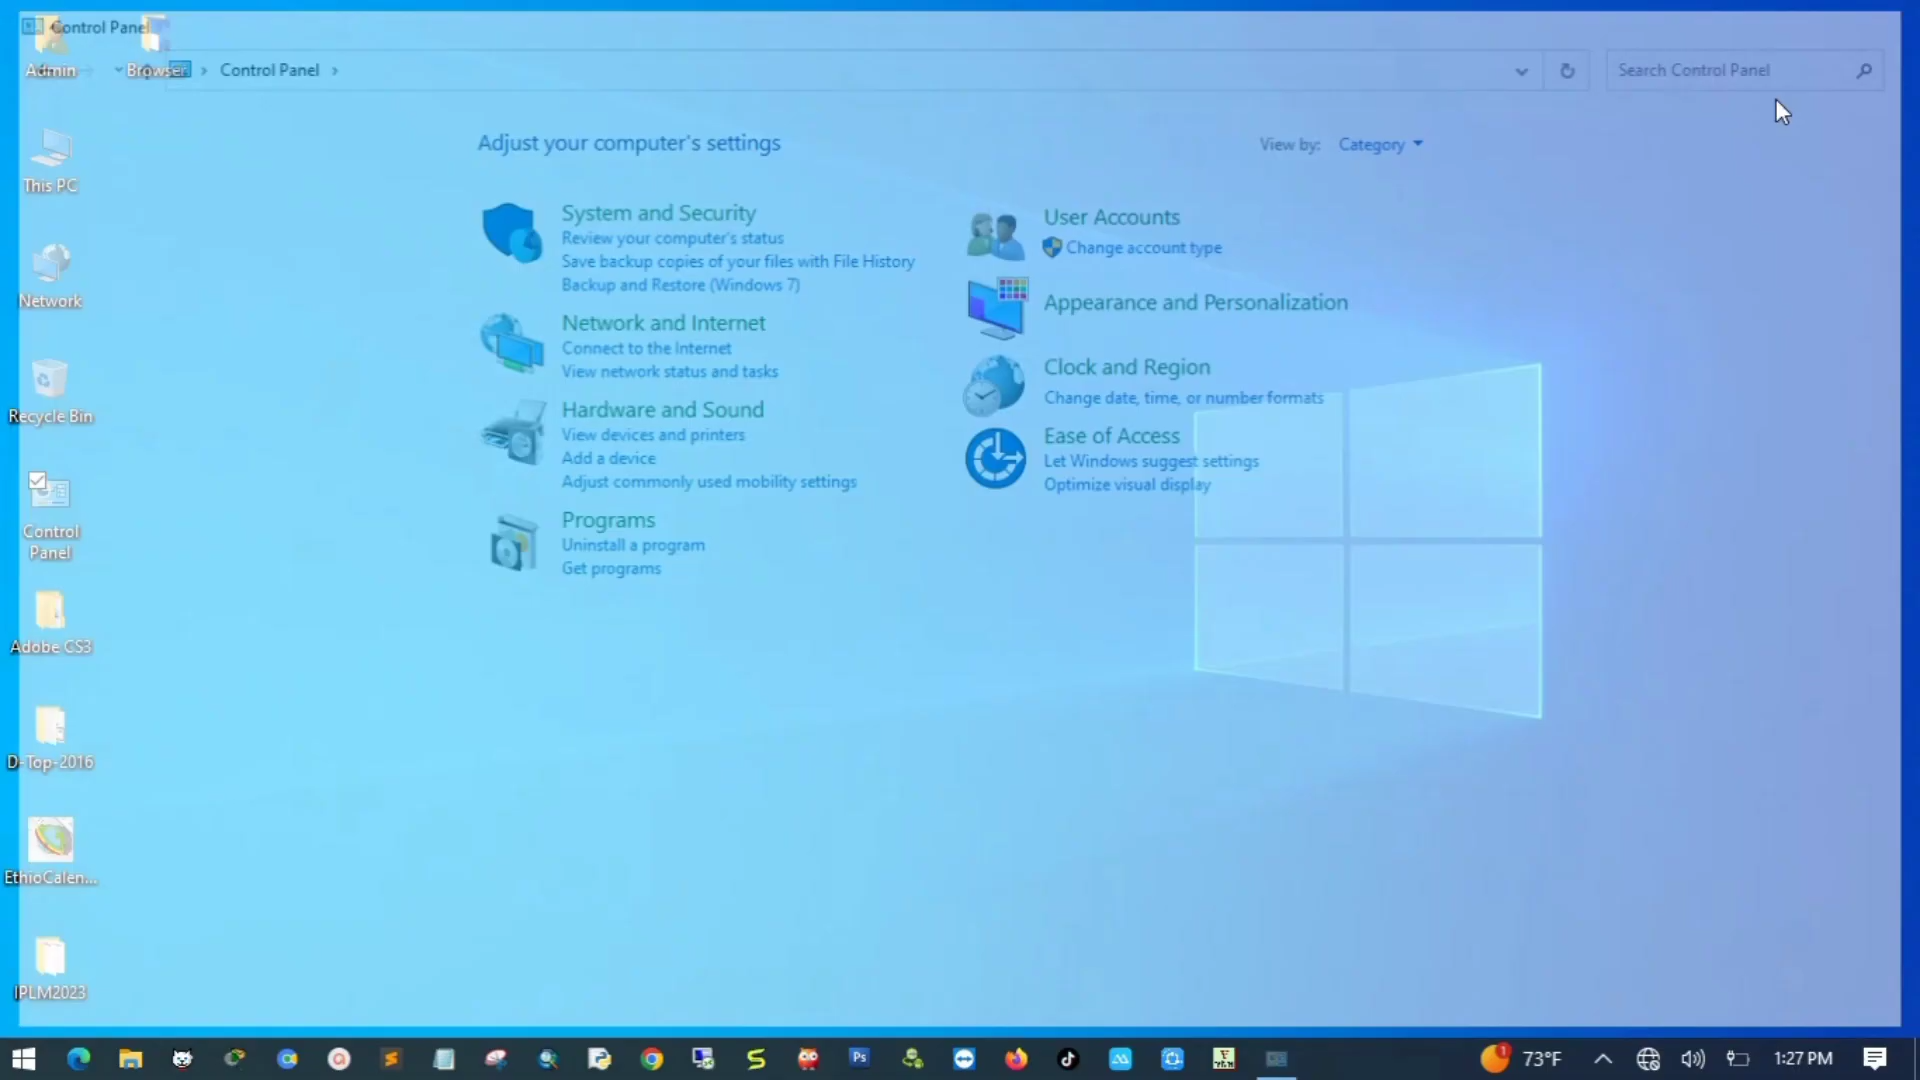 Control Panel
Admin
Browser
Control Panel
Search Control Panel
Adjust your computer's settings
View by:
Category
System and Security
Review your computer's status
Save backup copies of your files with File History
Backup and Restore (Windows 7)
Network and Internet
Connect to the Internet
View network status and tasks
Hardware and Sound
View devices and printers
Add a device
Adjust commonly used mobility settings
Programs
Uninstall a program
Get programs
User Accounts
Change account type
Appearance and Personalization
Clock and Region
Change date, time, or number formats
Ease of Access
Let Windows suggest settings
Optimize visual display
This PC
Network
Recycle Bin
Control
Panel
Adobe CS3
D-Top-2016
EthioCalen...
IPLM2023
Ps
1
73°F
1:27 PM